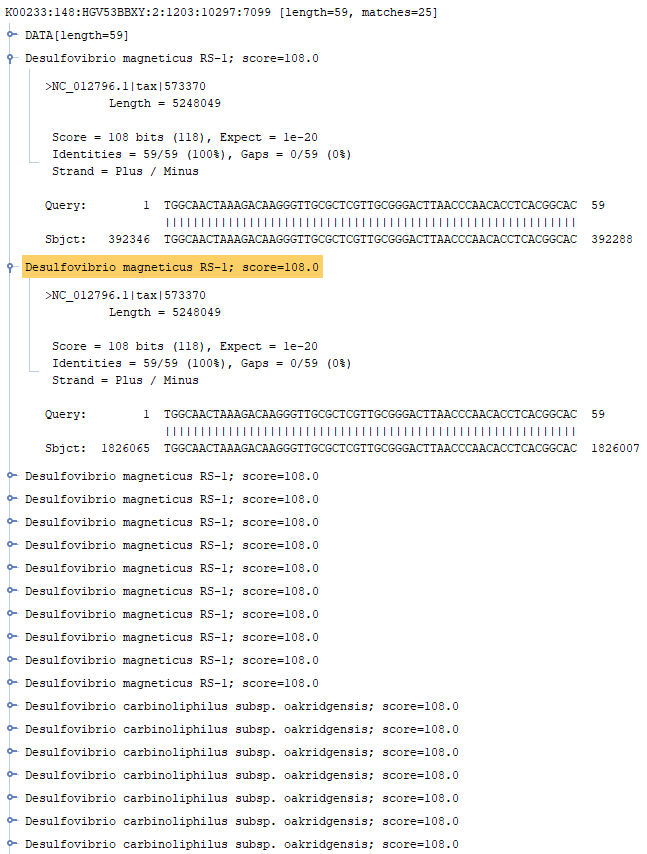 K00233:148:HGV53BBXY:2:1203:10297:7099 [length=59, matches=25]
DATA[length=59]
Desulfovibrio magneticus RS-1; score=108.0
>NC_012796.1|tax|573370
Length = 5248049
Score = 108 bits (118), Expect = 1e-20
Identities = 59/59 (100%), Gaps = 0/59 (0%)
Strand = Plus / Minus
Query: 1 TGGCAACTAAAGACAAGGGTTGCGCTCGTTGCGGGACTTAACCCAACACCTCACGGCAC 59
|||||||||||||||||||||||||||||||||||||||||||||||||||||||||||
Sbjct: 392346 TGGCAACTAAAGACAAGGGTTGCGCTCGTTGCGGGACTTAACCCAACACCTCACGGCAC 392288
Desulfovibrio magneticus RS-1; score=108.0
>NC_012796.1|tax|573370
Length = 5248049
Score = 108 bits (118), Expect = 1e-20
Identities = 59/59 (100%), Gaps = 0/59 (0%)
Strand = Plus / Minus
Query: 1 TGGCAACTAAAGACAAGGGTTGCGCTCGTTGCGGGACTTAACCCAACACCTCACGGCAC 59
|||||||||||||||||||||||||||||||||||||||||||||||||||||||||||
Sbjct: 1826065 TGGCAACTAAAGACAAGGGTTGCGCTCGTTGCGGGACTTAACCCAACACCTCACGGCAC 1826007
Desulfovibrio magneticus RS-1; score=108.0
Desulfovibrio magneticus RS-1; score=108.0
Desulfovibrio magneticus RS-1; score=108.0
Desulfovibrio magneticus RS-1; score=108.0
Desulfovibrio magneticus RS-1; score=108.0
Desulfovibrio magneticus RS-1; score=108.0
Desulfovibrio magneticus RS-1; score=108.0
Desulfovibrio magneticus RS-1; score=108.0
Desulfovibrio magneticus RS-1; score=108.0
Desulfovibrio magneticus RS-1; score=108.0
Desulfovibrio carbinoliphilus subsp. oakridgensis; score=108.0
Desulfovibrio carbinoliphilus subsp. oakridgensis; score=108.0
Desulfovibrio carbinoliphilus subsp. oakridgensis; score=108.0
Desulfovibrio carbinoliphilus subsp. oakridgensis; score=108.0
Desulfovibrio carbinoliphilus subsp. oakridgensis; score=108.0
Desulfovibrio carbinoliphilus subsp. oakridgensis; score=108.0
Desulfovibrio carbinoliphilus subsp. oakridgensis; score=108.0